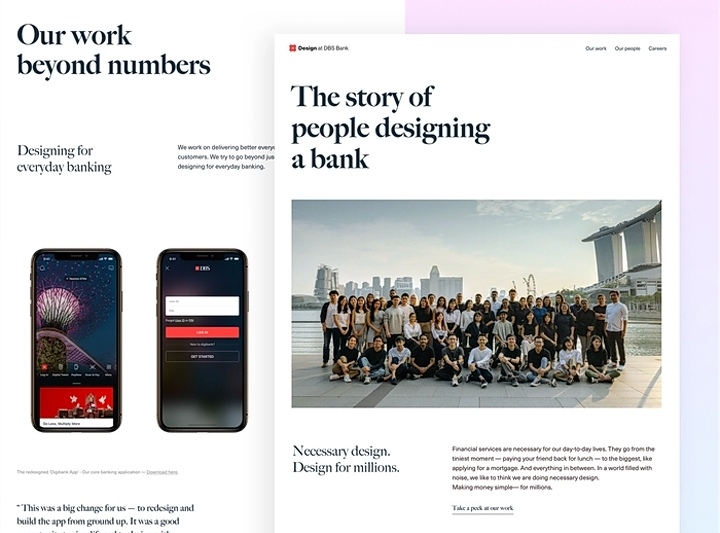 Our work
beyond numbers
Designing for
everyday banking
We work on delivering better
customers. We try to go beyond
designing for everyday banking.
DBS
LOG IN
New to digibank?
GET STARTED
The redesigned 'Digibank App' - Our core banking application — Download here.
“This was a big change for us — to redesign and
build the app from ground up. It was a good
Design at DBS Bank
Our work
Our people
Careers
The story of
people designing
a bank
Necessary design.
Design for millions.
Financial services are necessary for our day-to-day lives. They go from the
tiniest moment — paying your friend back for lunch — to the biggest, like
applying for a mortgage. And everything in between. In a world filled with
noise, we like to think we are doing necessary design.
Making money simple— for millions.
Take a peek at our work